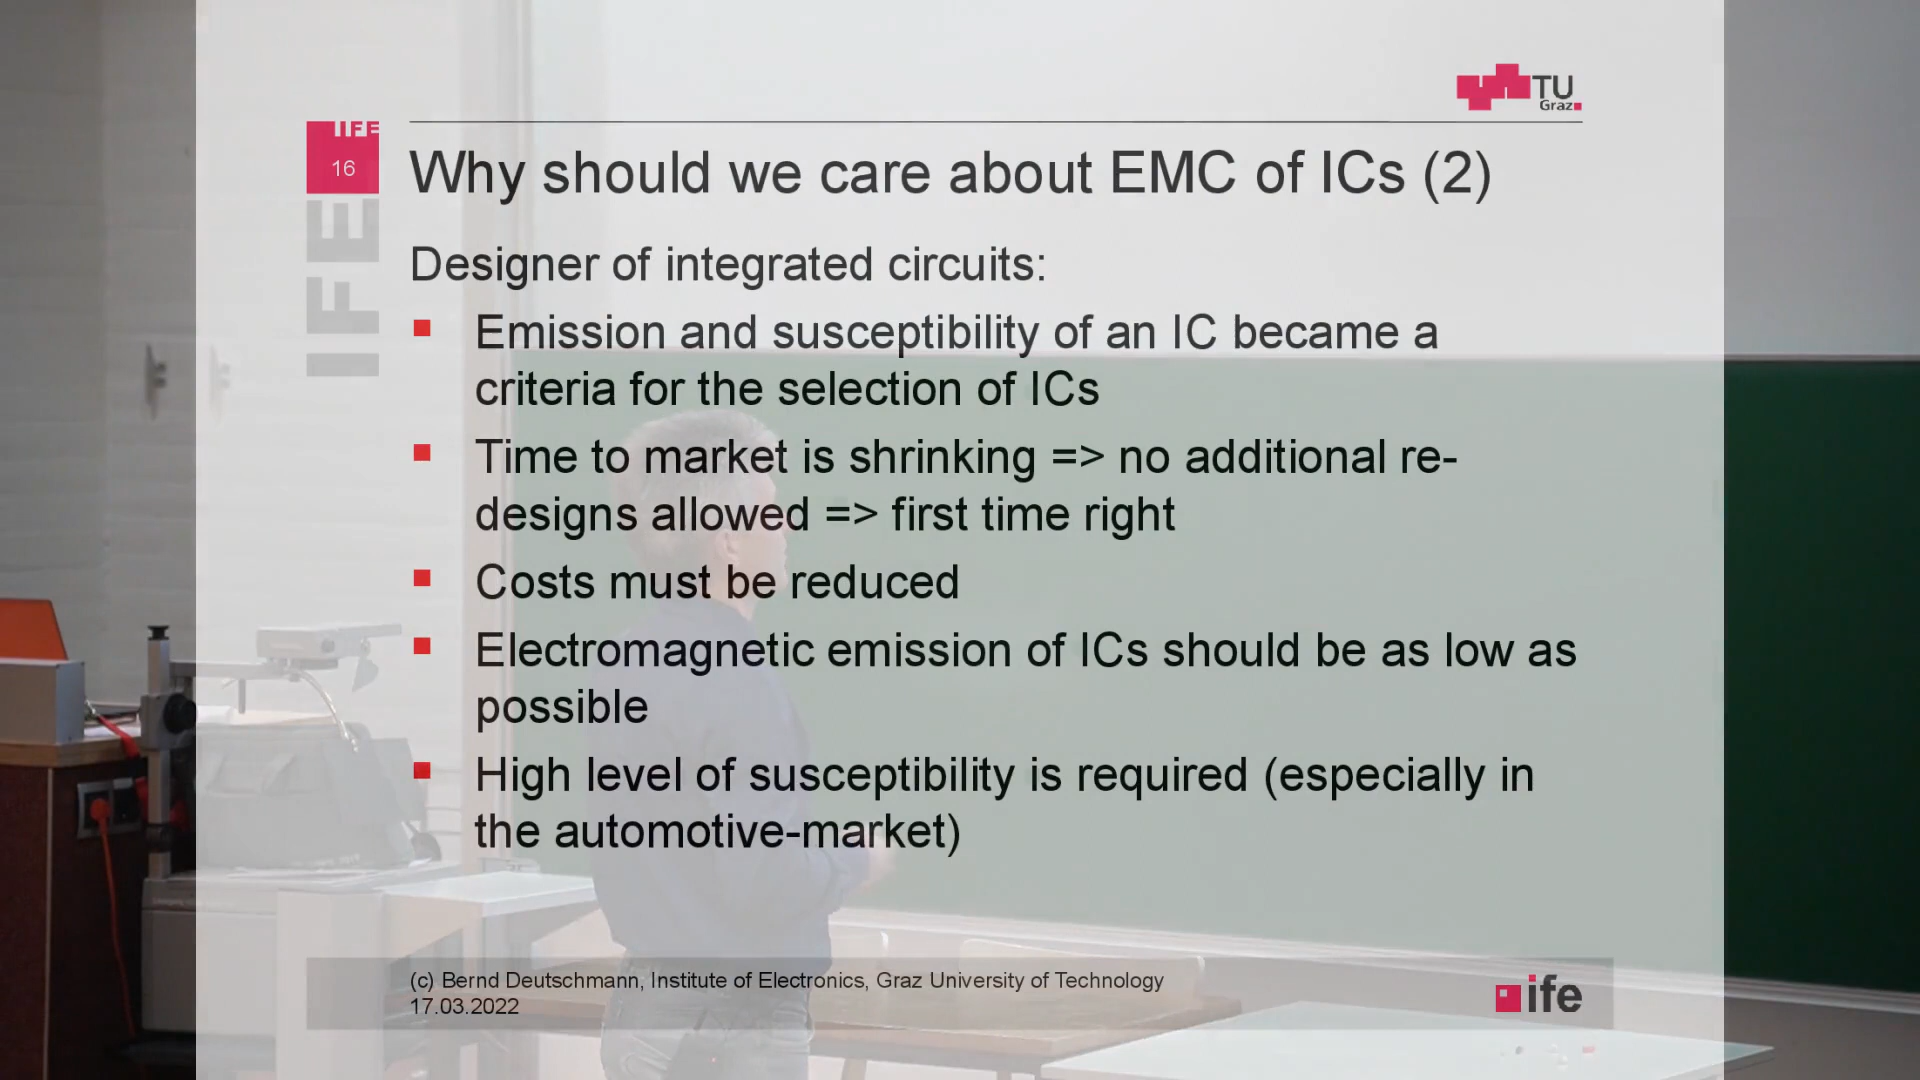 TU
Graz
IIFE
16
Why should we care about EMC of ICs (2)
IFE
Designer of integrated circuits:
Emission and susceptibility of an IC became a
criteria for the selection of ICs
Time to market is shrinking => no additional re-
designs allowed => first time right
Costs must be reduced
Electromagnetic emission of ICs should be as low as
possible
High level of susceptibility is required (especially in
the automotive-market)
(c) Bernd Deutschmann, Institute of Electronics, Graz University of Technology
17.03.2022
ife